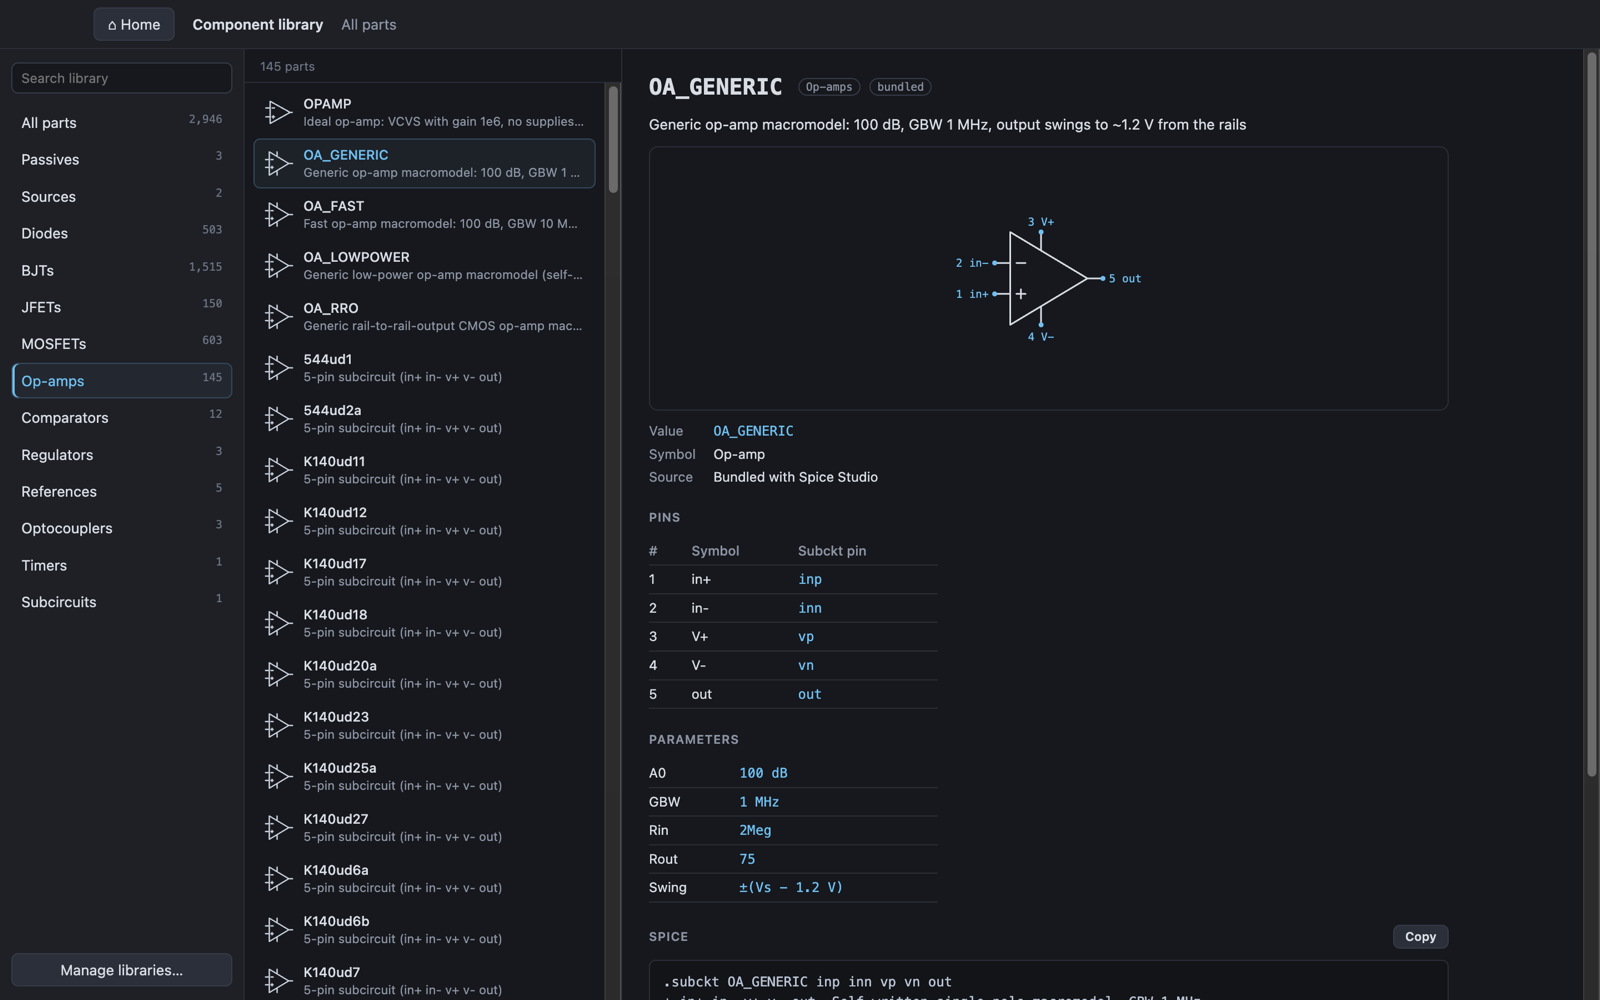 ⌂ Home
Component library
All parts
Search library
All parts 2,946
Passives 3
Sources 2
Diodes 503
BJTs 1,515
JFETs 150
MOSFETs 603
Op-amps 145
Comparators 12
Regulators 3
References 5
Optocouplers 3
Timers 1
Subcircuits 1
Manage libraries...
145 parts
OPAMP
Ideal op-amp: VCVS with gain 1e6, no supplies...
OA_GENERIC
Generic op-amp macromodel: 100 dB, GBW 1 ...
OA_FAST
Fast op-amp macromodel: 100 dB, GBW 10 M...
OA_LOWPOWER
Generic low-power op-amp macromodel (self-...
OA_RRO
Generic rail-to-rail-output CMOS op-amp mac...
544ud1
5-pin subcircuit (in+ in- v+ v- out)
544ud2a
5-pin subcircuit (in+ in- v+ v- out)
K140ud11
5-pin subcircuit (in+ in- v+ v- out)
K140ud12
5-pin subcircuit (in+ in- v+ v- out)
K140ud17
5-pin subcircuit (in+ in- v+ v- out)
K140ud18
5-pin subcircuit (in+ in- v+ v- out)
K140ud20a
5-pin subcircuit (in+ in- v+ v- out)
K140ud23
5-pin subcircuit (in+ in- v+ v- out)
K140ud25a
5-pin subcircuit (in+ in- v+ v- out)
K140ud27
5-pin subcircuit (in+ in- v+ v- out)
K140ud6a
5-pin subcircuit (in+ in- v+ v- out)
K140ud6b
5-pin subcircuit (in+ in- v+ v- out)
K140ud7
5-pin subcircuit (in+ in- v+ v- out)
OA_GENERIC Op-amps bundled
Generic op-amp macromodel: 100 dB, GBW 1 MHz, output swings to ~1.2 V from the rails
3 V+
2 in−
5 out
1 in+
4 V−
Value OA_GENERIC
Symbol Op-amp
Source Bundled with Spice Studio
PINS
# Symbol Subckt pin
1 in+ inp
2 in- inn
3 V+ vp
4 V- vn
5 out out
PARAMETERS
A0 100 dB
GBW 1 MHz
Rin 2Meg
Rout 75
Swing ±(Vs − 1.2 V)
SPICE
Copy
.subckt OA_GENERIC inp inn vp vn out